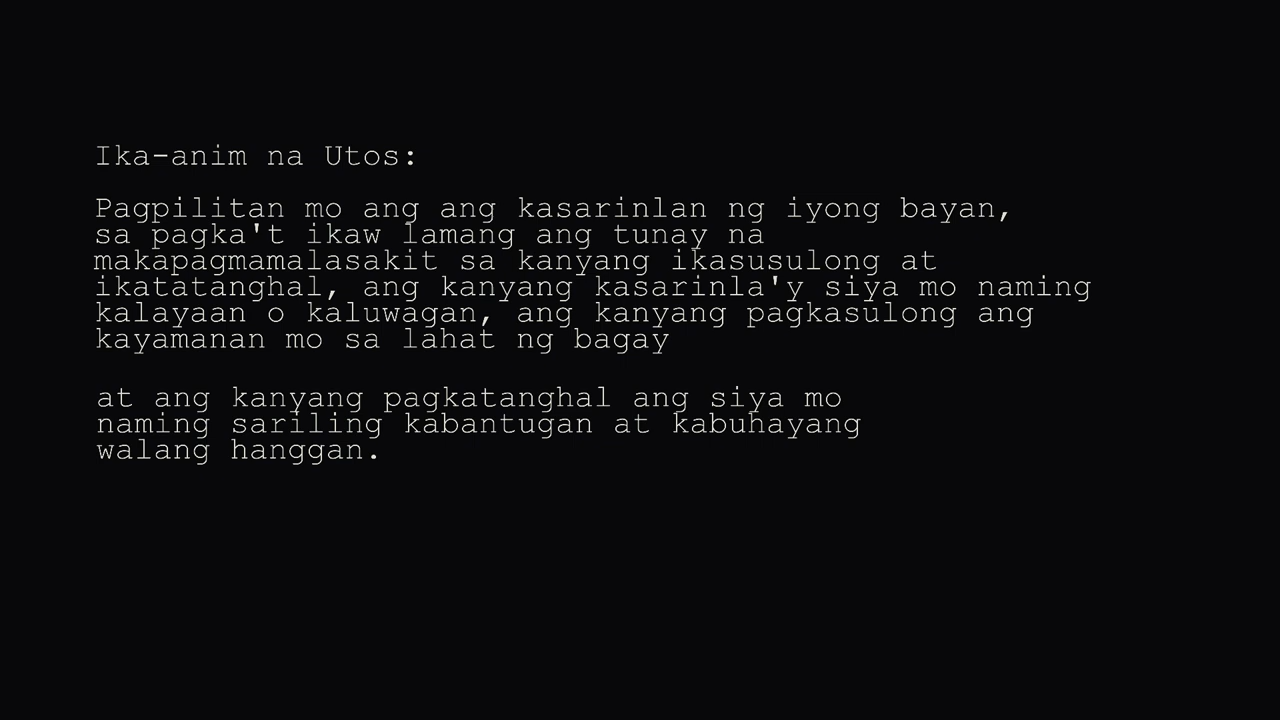 Ika-anim na Utos:
Pagpilitan mo ang ang kasarinlan ng iyong bayan,
sa pagka't ikaw lamang ang tunay na
makapagmamalasakit sa kanyang ikasusulong at
ikatatanghal, ang kanyang kasarinla'y siya mo naming
kalayaan o kaluwagan, ang kanyang pagkasulong ang
kayamanan mo sa lahat ng bagay
at ang kanyang pagkatanghal ang siya mo
naming sariling kabantugan at kabuhayang
walang hanggan.